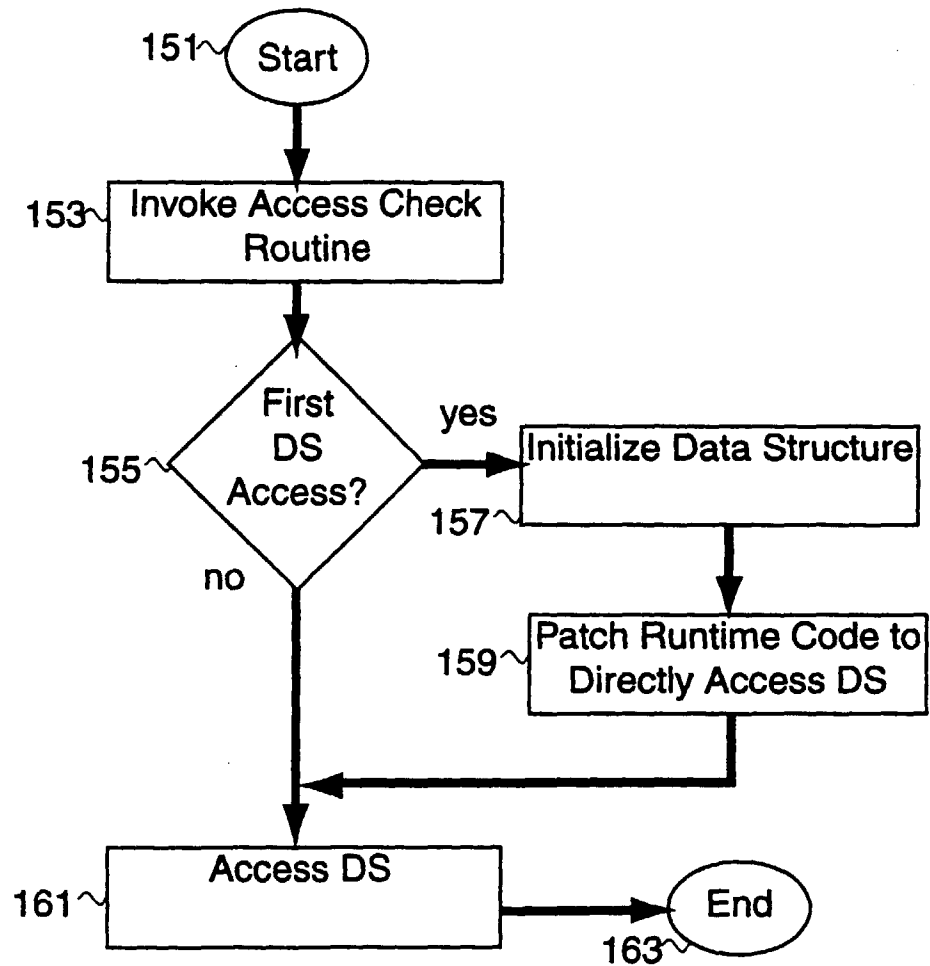 151
Start
153
Invoke Access Check
Routine
155
First
DS
Access?
yes
no
157
Initialize Data Structure
159
Patch Runtime Code to
Directly Access DS
161
Access DS
End
163